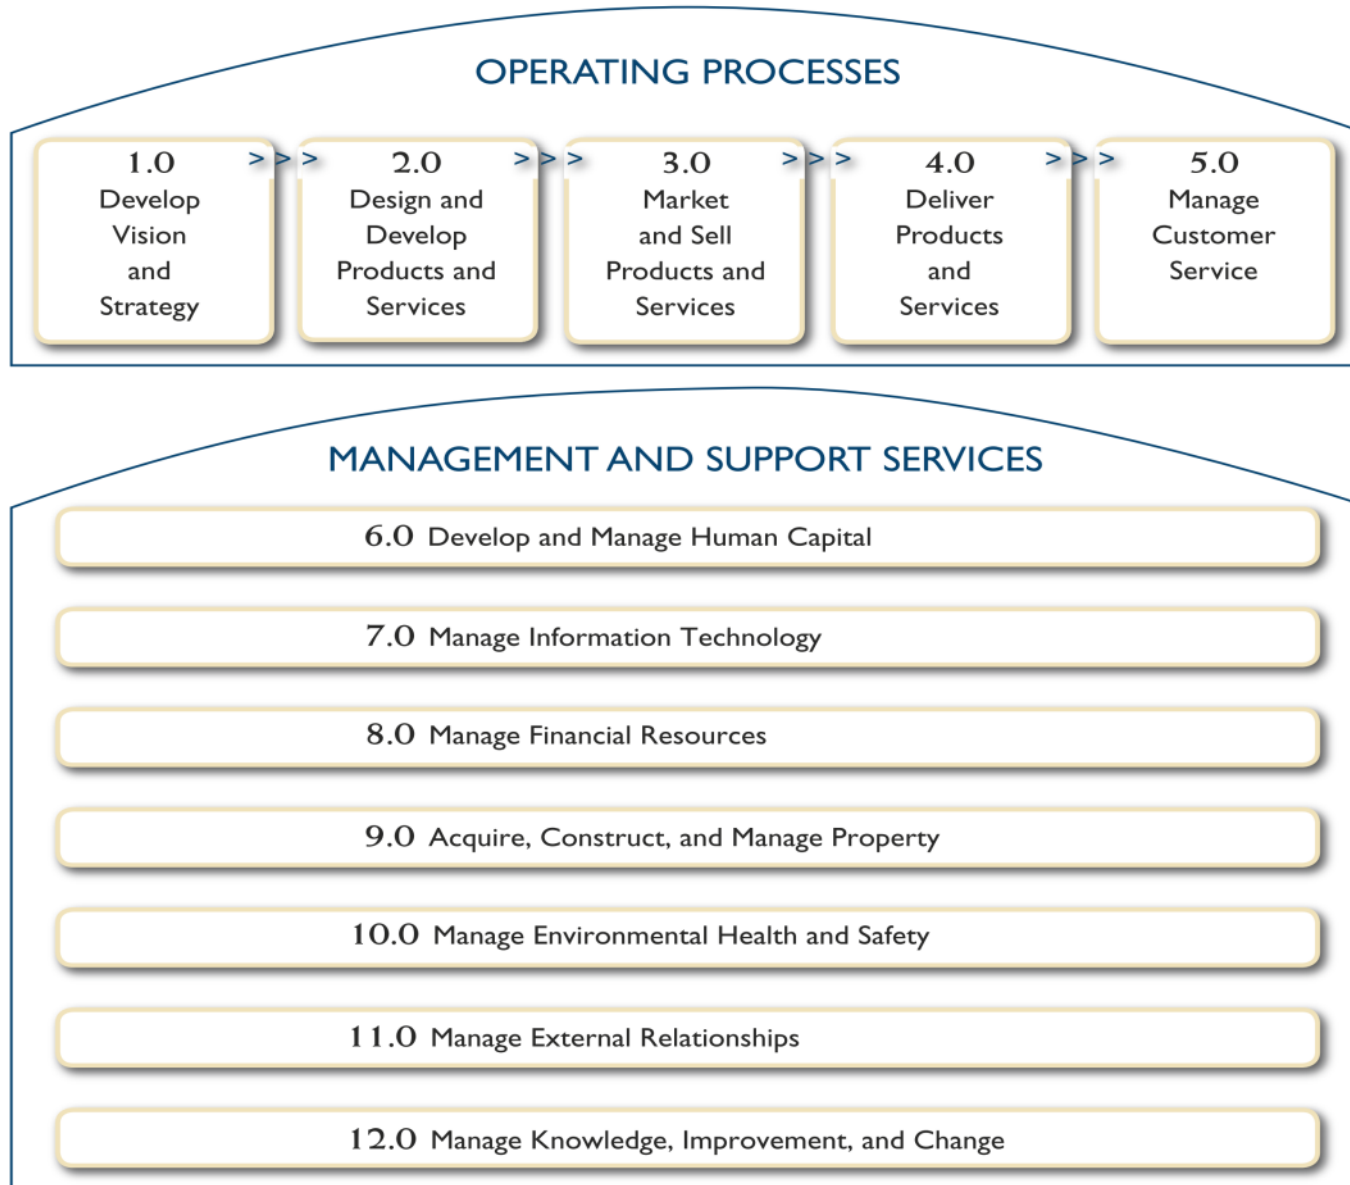 OPERATING PROCESSES
1.0 > > > 2.0 > > > 3.0 > > > 4.0 > > > 5.0
Develop
Vision
and
Strategy
Design and
Develop
Products and
Services
Market
and Sell
Products and
Services
Deliver
Products
and
Services
Manage
Customer
Service
MANAGEMENT AND SUPPORT SERVICES
6.0 Develop and Manage Human Capital
7.0 Manage Information Technology
8.0 Manage Financial Resources
9.0 Acquire, Construct, and Manage Property
10.0 Manage Environmental Health and Safety
11.0 Manage External Relationships
12.0 Manage Knowledge, Improvement, and Change